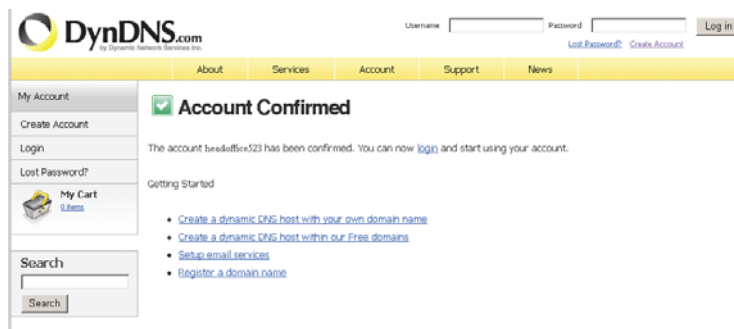 DynDNS.com
by Dynamic Network Services Inc.
Username Password Log in
Lost Password? Create Account
About Services Account Support News
My Account
Create Account
Login
Lost Password?
My Cart
0 items
Search
Search
Account Confirmed
The account headoffice523 has been confirmed. You can now login and start using your account.
Getting Started
Create a dynamic DNS host with your own domain name
Create a dynamic DNS host within our Free domains
Setup email services
Register a domain name